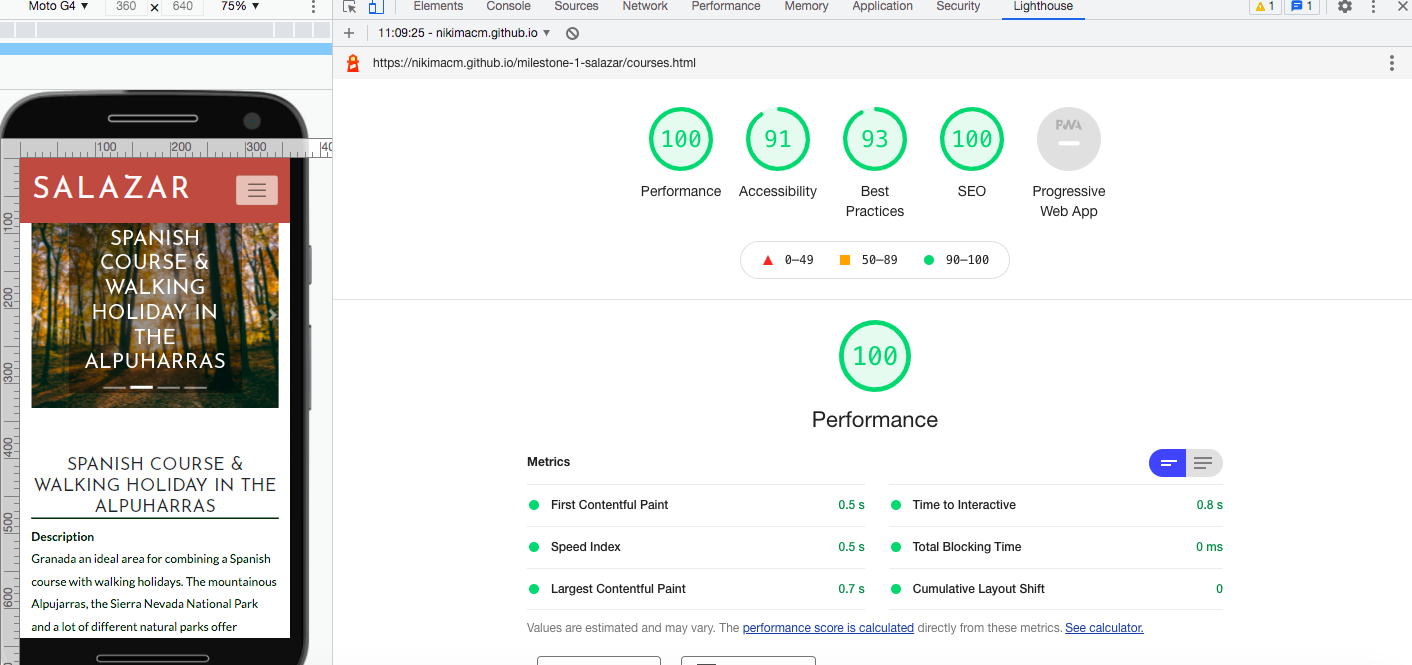 Moto G4 ▼ 360 × 640 75% ▼
Elements Console Sources Network Performance Memory Application Security Lighthouse 1 1
11:09:25 - nikimacm.github.io ▼
https://nikimacm.github.io/milestone-1-salazar/courses.html
100 91 93 100 PWA
Performance Accessibility Best Practices SEO Progressive Web App
0–49 50–89 90–100
100
Performance
Metrics
First Contentful Paint 0.5 s
Time to Interactive 0.8 s
Speed Index 0.5 s
Total Blocking Time 0 ms
Largest Contentful Paint 0.7 s
Cumulative Layout Shift 0
Values are estimated and may vary. The performance score is calculated directly from these metrics. See calculator.
100 200 300 40
100
200
300
400
500
600
SALAZAR
SPANISH
COURSE &
WALKING
HOLIDAY IN
THE
ALPUHARRAS
SPANISH COURSE &
WALKING HOLIDAY IN THE
ALPUHARRAS
Description
Granada an ideal area for combining a Spanish
course with walking holidays. The mountainous
Alpujarras, the Sierra Nevada National Park
and a lot of different natural parks offer